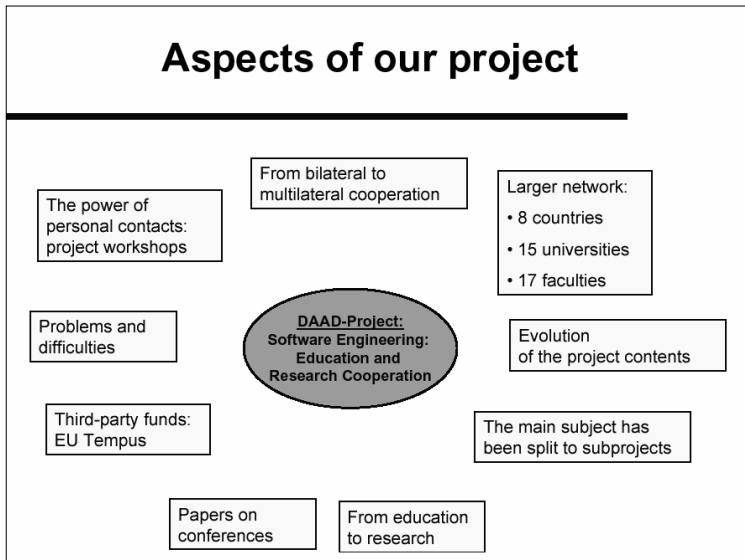 Aspects of our project
From bilateral to
multilateral cooperation
The power of
personal contacts:
project workshops
Larger network:
• 8 countries
• 15 universities
• 17 faculties
Problems and
difficulties
DAAD-Project:
Software Engineering:
Education and
Research Cooperation
Evolution
of the project contents
Third-party funds:
EU Tempus
The main subject has
been split to subprojects
Papers on
conferences
From education
to research